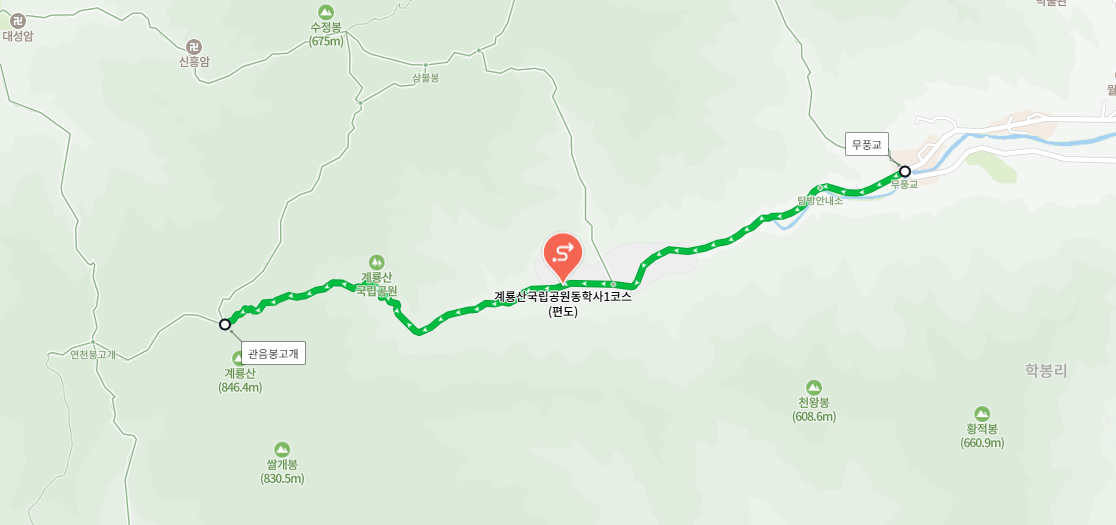 박물관
대성암
수정봉
(675m)
신흥암
삼불봉
월
무풍교
무풍교
탐방안내소
계룡산
국립공원
계룡산국립공원동학사1코스
(편도)
관음봉고개
연천봉고개
계룡산
(846.4m)
학봉리
천왕봉
(608.6m)
황적봉
(660.9m)
쌀개봉
(830.5m)